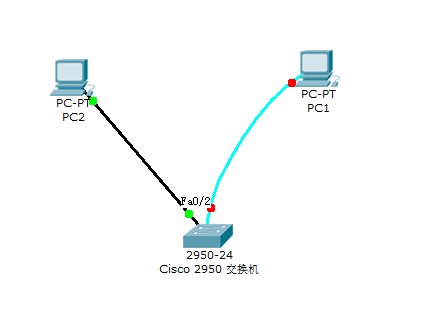 PC-PT
PC2
PC-PT
PC1
Fa0/2
2950-24
Cisco 2950 交换机